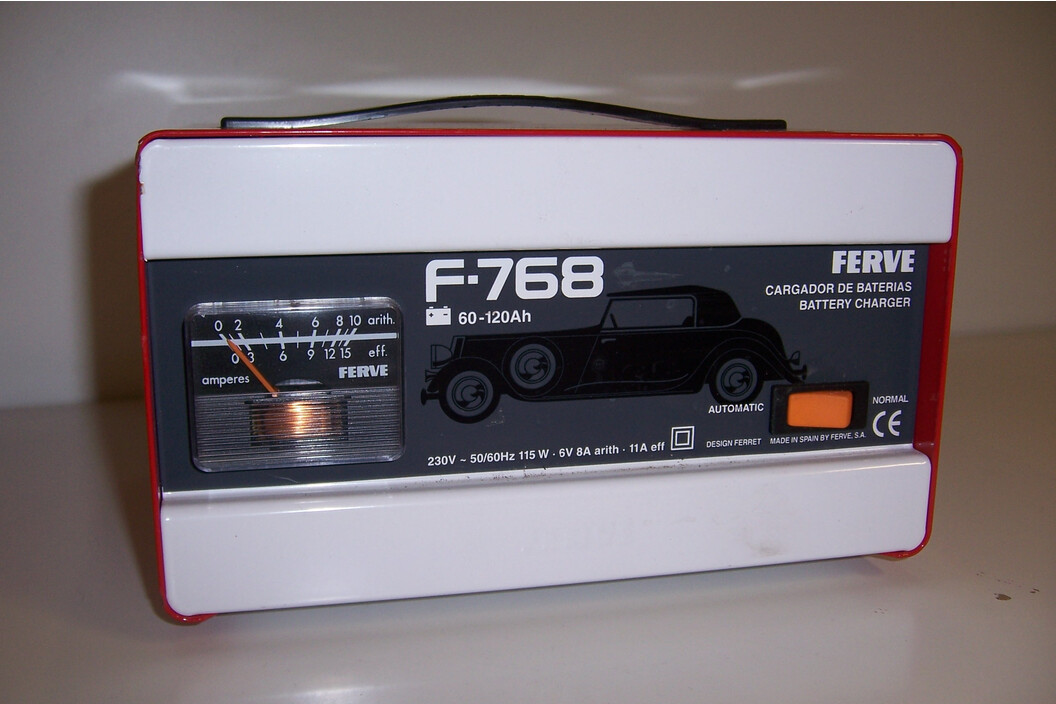 F-768
60-120Ah
FERVE
CARGADOR DE BATERIAS
BATTERY CHARGER
0 2 4 6 8 10 arith.
0 3 6 9 12 15 eff.
FERVE
amperes
AUTOMATIC
NORMAL
230V ~ 50/60Hz 115 W · 6V 8A arith · 11A eff
DESIGN FERRET
MADE IN SPAIN BY FERVE, S.A.
CE